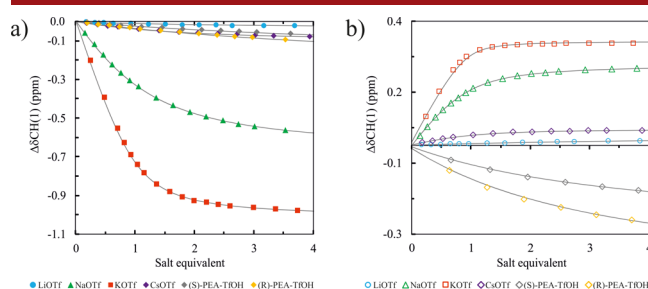 a)
ΔδCH(1) (ppm)
0.0
-0.1
-0.3
-0.5
-0.7
-0.9
-1.1
0 1 2 3 4
Salt equivalent
LiOTf NaOTf KOTf CsOTf (S)-PEA-TfOH (R)-PEA-TfOH
b)
ΔδCH(1) (ppm)
0.4
0.2
-0.1
-0.3
0 1 2 3 4
Salt equivalent
LiOTf NaOTf KOTf CsOTf (S)-PEA-TfOH (R)-PEA-TfOH